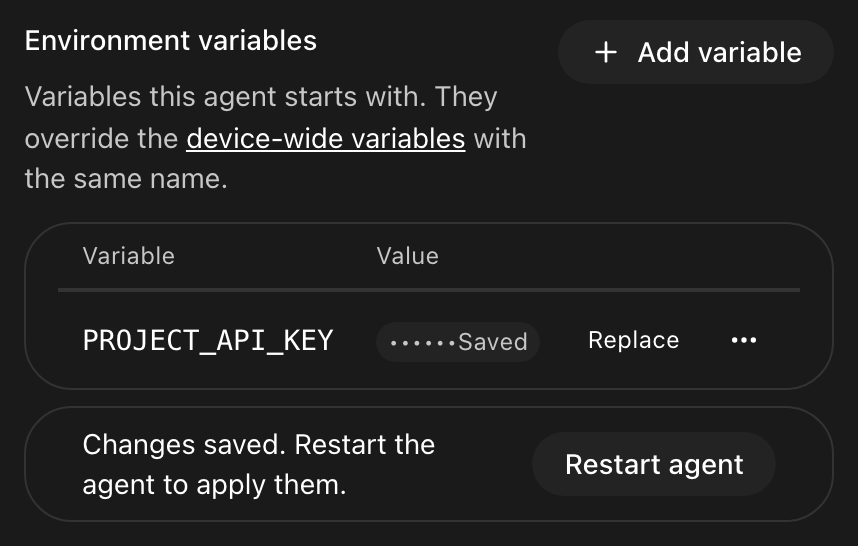 Environment variables
+ Add variable
Variables this agent starts with. They
override the device-wide variables with
the same name.
Variable Value
PROJECT_API_KEY ••••••Saved Replace •••
Changes saved. Restart the
agent to apply them.
Restart agent